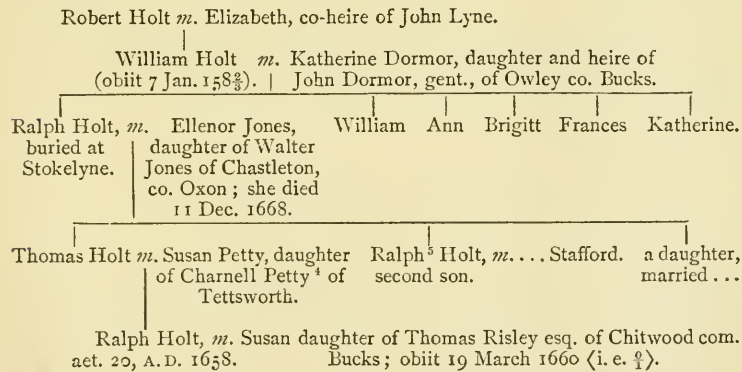 Robert Holt m. Elizabeth, co-heire of John Lyne.
William Holt m. Katherine Dormor, daughter and heire of
(obiit 7 Jan. 158⅔). | John Dormor, gent., of Owley co. Bucks.
Ralph Holt, m. Ellenor Jones, William Ann Brigitt Frances Katherine.
buried at daughter of Walter
Stokelyne. Jones of Chastleton,
co. Oxon; she died
11 Dec. 1668.
Thomas Holt m. Susan Petty, daughter Ralph⁵ Holt, m. . . . Stafford. a daughter,
of Charnell Petty⁴ of second son. married . . .
Tettsworth.
Ralph Holt, m. Susan daughter of Thomas Risley esq. of Chitwood com.
aet. 20, A.D. 1658. Bucks; obiit 19 March 1660 ⟨i. e. 0/1⟩.